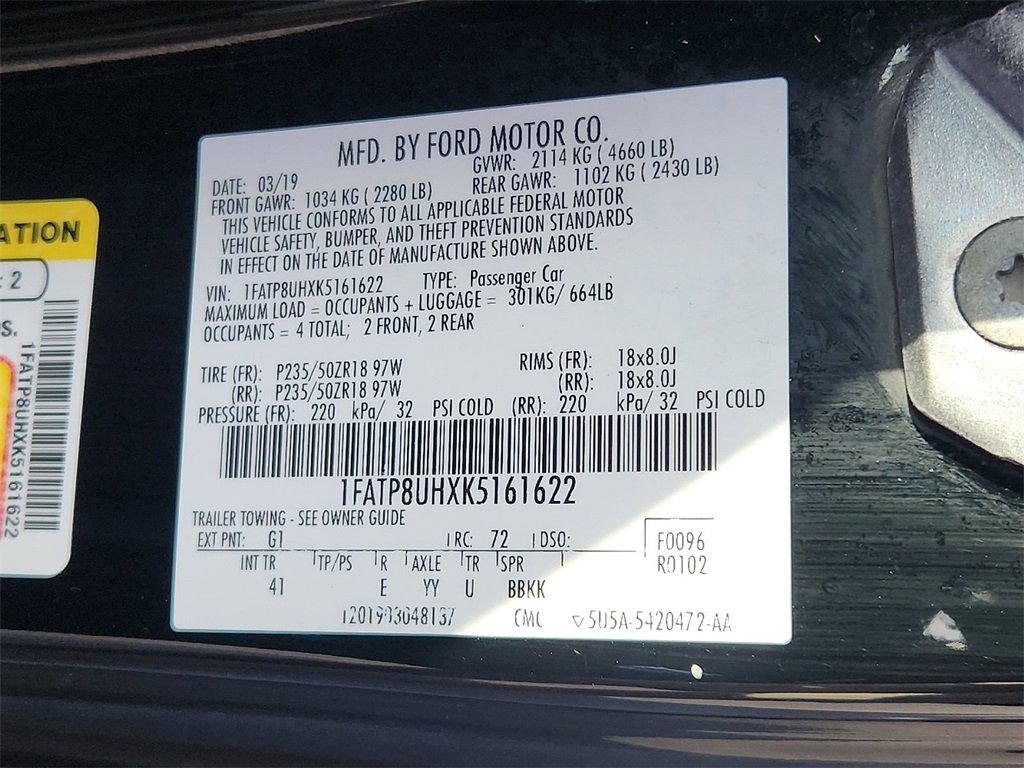 MFD. BY FORD MOTOR CO.
DATE: 03/19 GVWR: 2114 KG ( 4660 LB)
FRONT GAWR: 1034 KG ( 2280 LB) REAR GAWR: 1102 KG ( 2430 LB)
THIS VEHICLE CONFORMS TO ALL APPLICABLE FEDERAL MOTOR
VEHICLE SAFETY, BUMPER, AND THEFT PREVENTION STANDARDS
IN EFFECT ON THE DATE OF MANUFACTURE SHOWN ABOVE.
VIN: 1FATP8UHXK5161622 TYPE: Passenger Car
MAXIMUM LOAD = OCCUPANTS + LUGGAGE = 301KG/ 664LB
OCCUPANTS = 4 TOTAL; 2 FRONT, 2 REAR
TIRE (FR): P235/50ZR18 97W RIMS (FR): 18x8.0J
(RR): P235/50ZR18 97W (RR): 18x8.0J
PRESSURE (FR): 220 kPa/ 32 PSI COLD (RR): 220 kPa/ 32 PSI COLD
1FATP8UHXK5161622
TRAILER TOWING - SEE OWNER GUIDE
EXT PNT: G1 RC: 72 DSO: F0096
R0102
INT TR TP/PS R AXLE TR SPR
41 E YY U BBKK
CMC 5U5A-5420472-AA
ATION
: 2
S.
1FATP8UHXK5161622